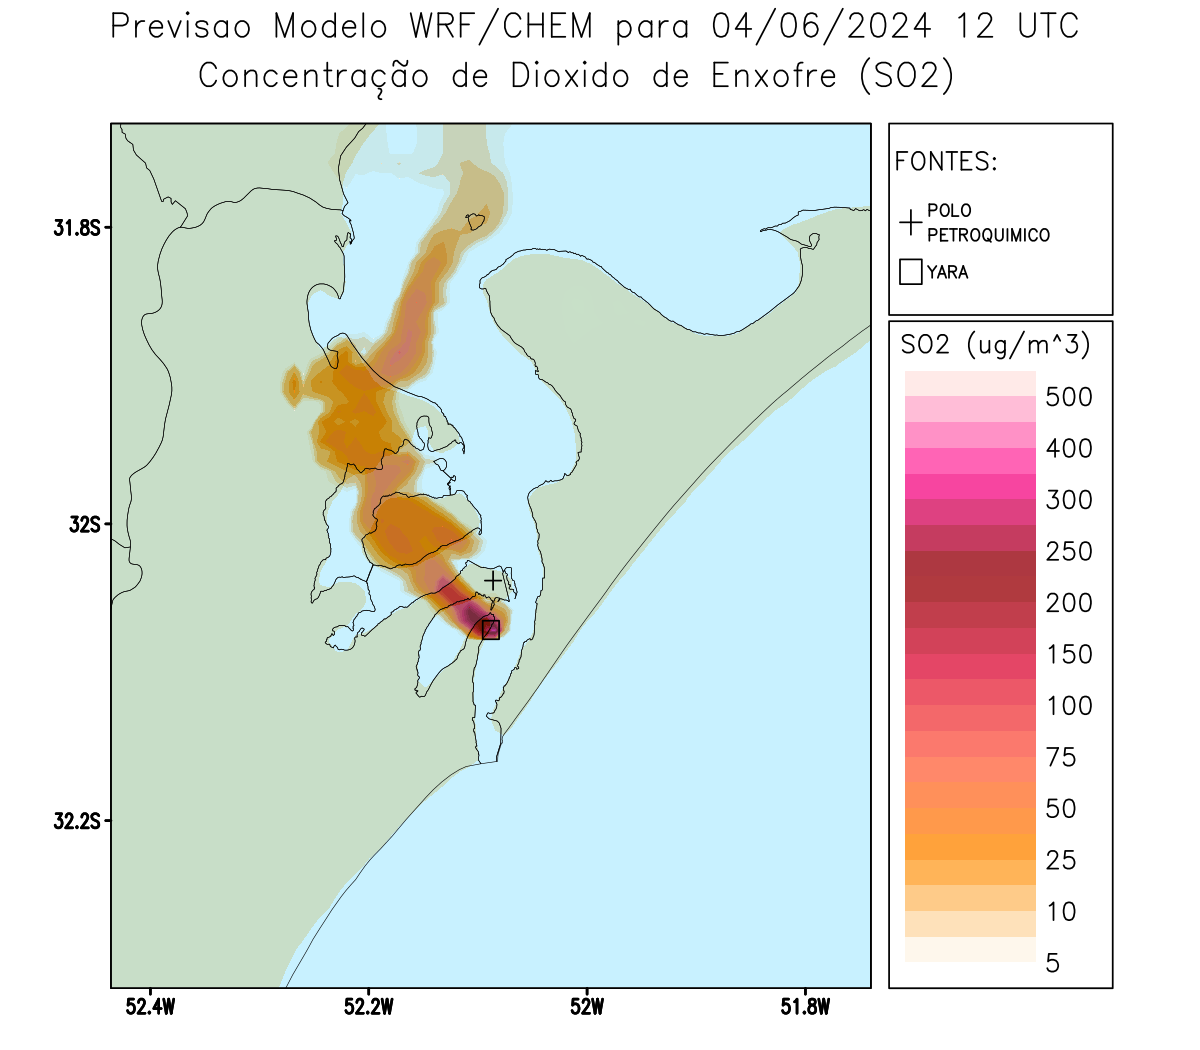 Previsao Modelo WRF/CHEM para 04/06/2024 12 UTC
Concentração de Dioxido de Enxofre (SO2)
FONTES:
POLO
PETROQUIMICO
YARA
31.8S
32S
32.2S
52.4W
52.2W
52W
51.8W
SO2 (ug/m^3)
500
400
300
250
200
150
100
75
50
25
10
5